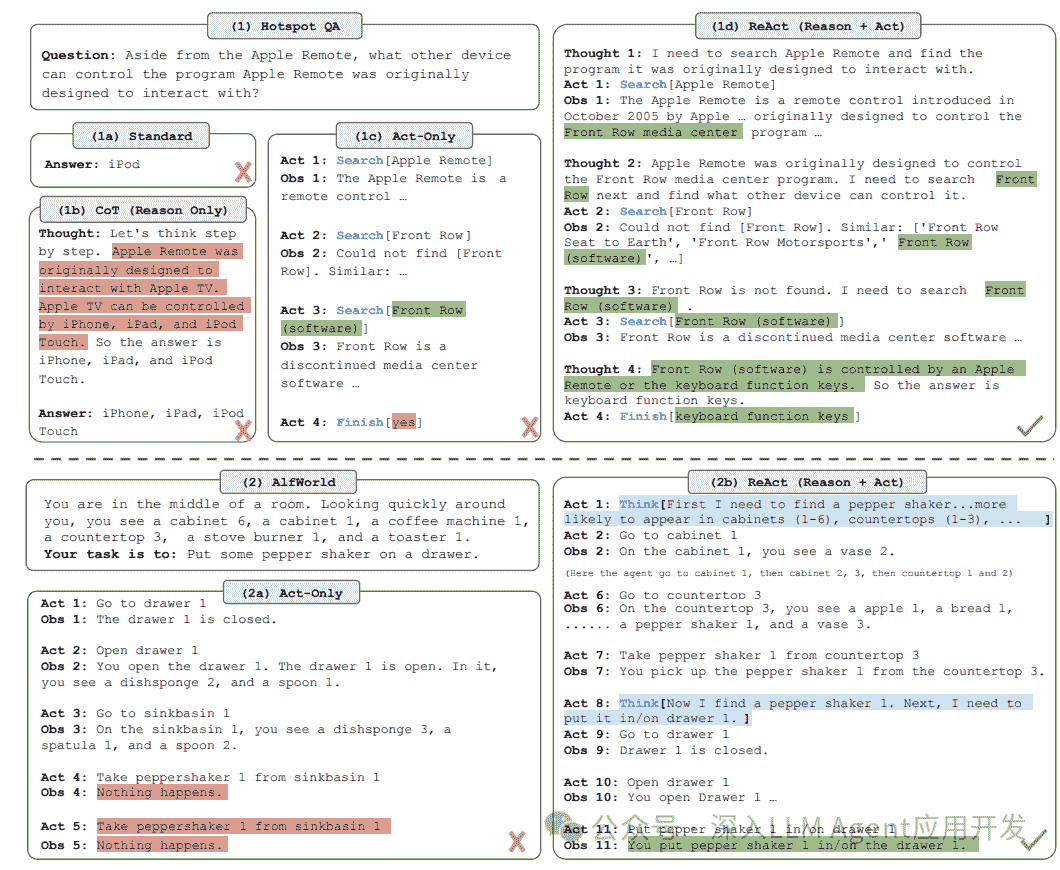 (1) Hotspot QA
Question: Aside from the Apple Remote, what other device
can control the program Apple Remote was originally
designed to interact with?
(1a) Standard
Answer: iPod
(1b) CoT (Reason Only)
Thought: Let's think step
by step. Apple Remote was
originally designed to
interact with Apple TV.
Apple TV can be controlled
by iPhone, iPad, and iPod
Touch. So the answer is
iPhone, iPad, and iPod
Touch.
Answer: iPhone, iPad, iPod
Touch
(1c) Act-Only
Act 1: Search[Apple Remote]
Obs 1: The Apple Remote is a
remote control …
Act 2: Search[Front Row]
Obs 2: Could not find [Front
Row]. Similar: …
Act 3: Search[Front Row
(software)]
Obs 3: Front Row is a
discontinued media center
software …
Act 4: Finish[yes]
(1d) ReAct (Reason + Act)
Thought 1: I need to search Apple Remote and find the
program it was originally designed to interact with.
Act 1: Search[Apple Remote]
Obs 1: The Apple Remote is a remote control introduced in
October 2005 by Apple … originally designed to control the
Front Row media center program …
Thought 2: Apple Remote was originally designed to control
the Front Row media center program. I need to search Front
Row next and find what other device can control it.
Act 2: Search[Front Row]
Obs 2: Could not find [Front Row]. Similar: ['Front Row
Seat to Earth', 'Front Row Motorsports',' Front Row
(software)', …]
Thought 3: Front Row is not found. I need to search Front
Row (software) .
Act 3: Search[Front Row (software) ]
Obs 3: Front Row is a discontinued media center software …
Thought 4: Front Row (software) is controlled by an Apple
Remote or the keyboard function keys. So the answer is
keyboard function keys.
Act 4: Finish[keyboard function keys ]
(2) AlfWorld
You are in the middle of a room. Looking quickly around
you, you see a cabinet 6, a cabinet 1, a coffee machine 1,
a countertop 3, a stove burner 1, and a toaster 1.
Your task is to: Put some pepper shaker on a drawer.
(2a) Act-Only
Act 1: Go to drawer 1
Obs 1: The drawer 1 is closed.
Act 2: Open drawer 1
Obs 2: You open the drawer 1. The drawer 1 is open. In it,
you see a dishsponge 2, and a spoon 1.
Act 3: Go to sinkbasin 1
Obs 3: On the sinkbasin 1, you see a dishsponge 3, a
spatula 1, and a spoon 2.
Act 4: Take peppershaker 1 from sinkbasin 1
Obs 4: Nothing happens.
Act 5: Take peppershaker 1 from sinkbasin 1
Obs 5: Nothing happens.
(2b) ReAct (Reason + Act)
Act 1: Think[First I need to find a pepper shaker...more
likely to appear in cabinets (1-6), countertops (1-3), ... ]
Act 2: Go to cabinet 1
Obs 2: On the cabinet 1, you see a vase 2.
(Here the agent go to cabinet 1, then cabinet 2, 3, then countertop 1 and 2)
Act 6: Go to countertop 3
Obs 6: On the countertop 3, you see a apple 1, a bread 1,
...... a pepper shaker 1, and a vase 3.
Act 7: Take pepper shaker 1 from countertop 3
Obs 7: You pick up the pepper shaker 1 from the countertop 3.
Act 8: Think[Now I find a pepper shaker 1. Next, I need to
put it in/on drawer 1. ]
Act 9: Go to drawer 1
Obs 9: Drawer 1 is closed.
Act 10: Open drawer 1
Obs 10: You open Drawer 1 …
Act 11: Put pepper shaker 1 in/on drawer 1
Obs 11: You put pepper shaker 1 in/on the drawer 1.
公众号 · 深入LLM Agent应用开发